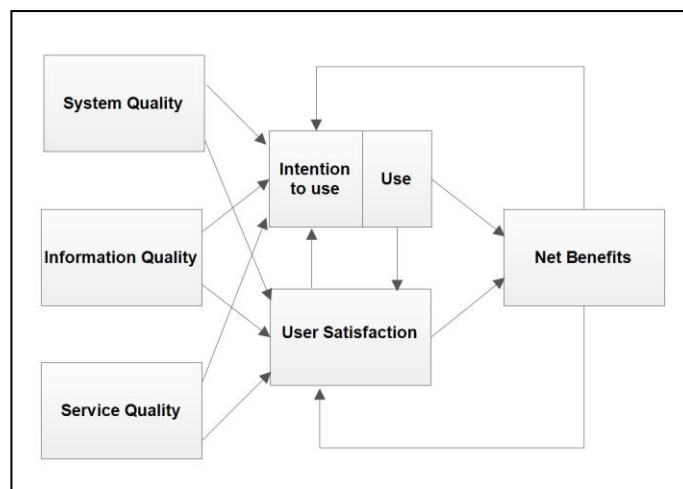 System Quality
Intention
to use
Use
Information Quality
Net Benefits
User Satisfaction
Service Quality